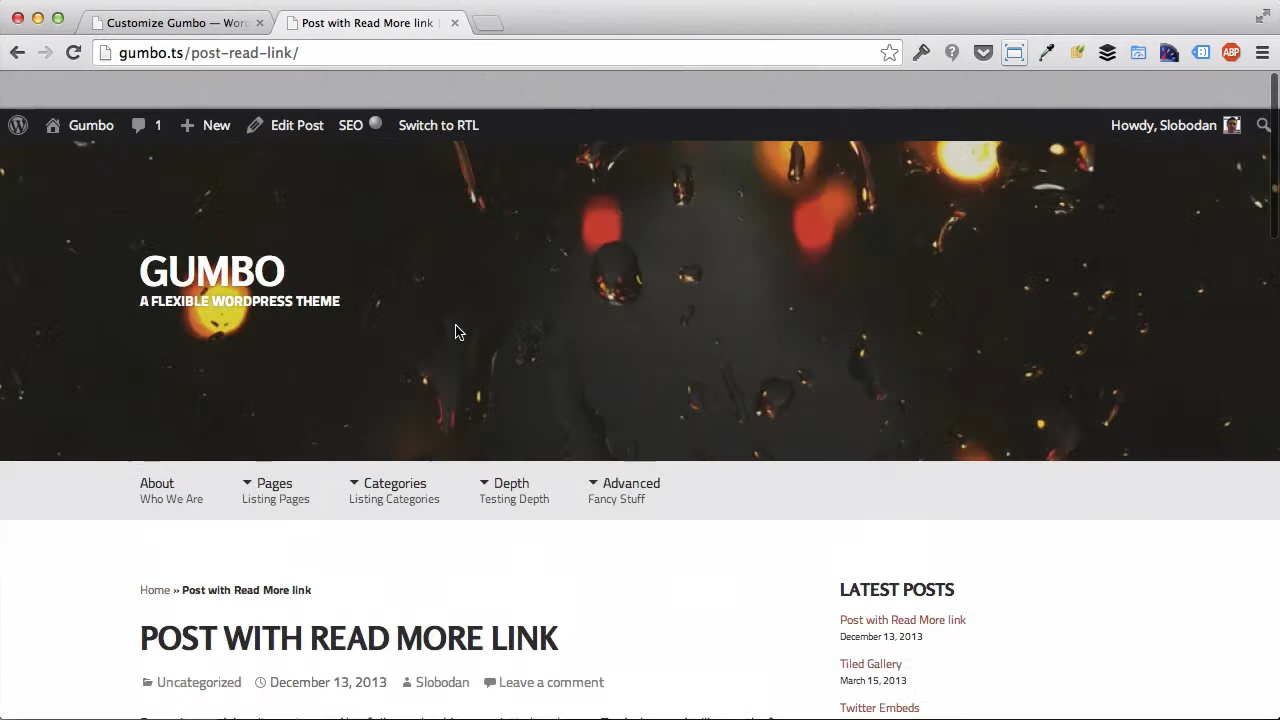 Customize Gumbo — Wor
Post with Read More link
gumbo.ts/post-read-link/
ABP
Gumbo
1
New
Edit Post
SEO
Switch to RTL
Howdy, Slobodan
GUMBO
A FLEXIBLE WORDPRESS THEME
About
Who We Are
Pages
Listing Pages
Categories
Listing Categories
Depth
Testing Depth
Advanced
Fancy Stuff
Home » Post with Read More link
POST WITH READ MORE LINK
Uncategorized
December 13, 2013
Slobodan
Leave a comment
LATEST POSTS
Post with Read More link
December 13, 2013
Tiled Gallery
March 15, 2013
Twitter Embeds